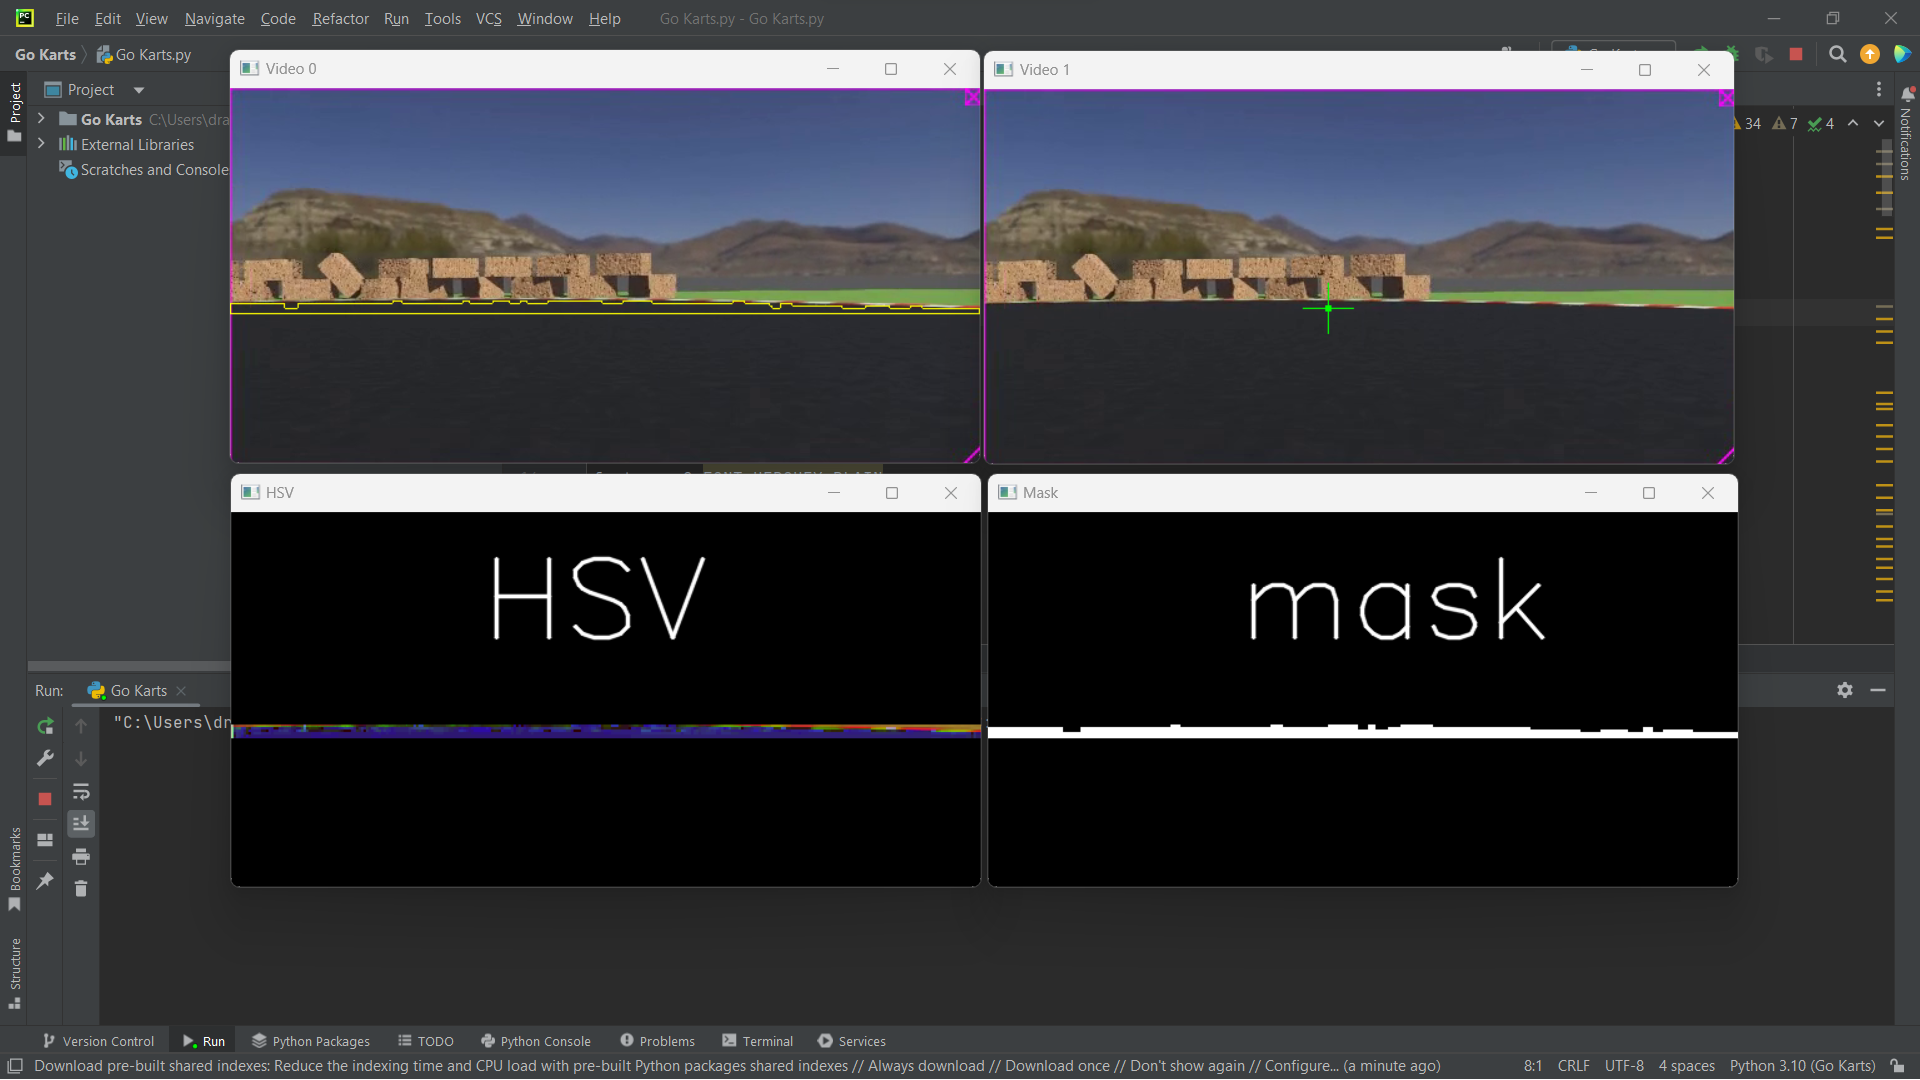 PC
File Edit View Navigate Code Refactor Run Tools VCS Window Help Go Karts.py - Go Karts.py
Go Karts Go Karts.py
Project
Project
Go Karts C:\Users\dra
External Libraries
Scratches and Console
Video 0
Video 1
34 7 4
Notifications
HSV
HSV
Mask
mask
Run: Go Karts
"C:\Users\dr
Bookmarks
Structure
Version Control Run Python Packages TODO Python Console Problems Terminal Services
Download pre-built shared indexes: Reduce the indexing time and CPU load with pre-built Python packages shared indexes // Always download // Download once // Don't show again // Configure... (a minute ago) 8:1 CRLF UTF-8 4 spaces Python 3.10 (Go Karts)